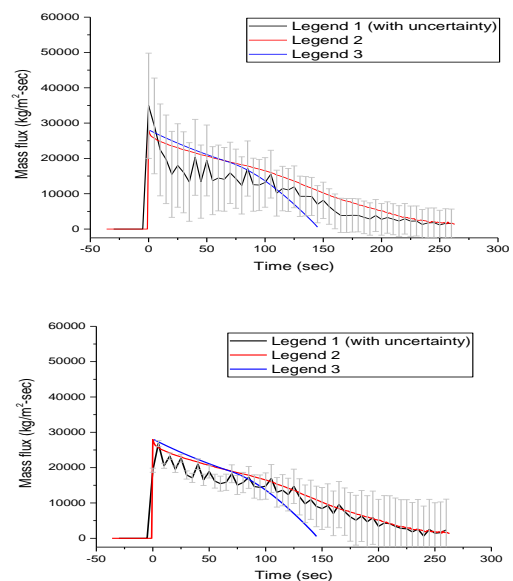 60000
50000
40000
30000
20000
10000
0
Mass flux (kg/m²-sec)
Legend 1 (with uncertainty)
Legend 2
Legend 3
-50 0 50 100 150 200 250 300
Time (sec)
60000
50000
40000
30000
20000
10000
0
Mass flux (kg/m²-sec)
Legend 1 (with uncertainty)
Legend 2
Legend 3
-50 0 50 100 150 200 250 300
Time (sec)